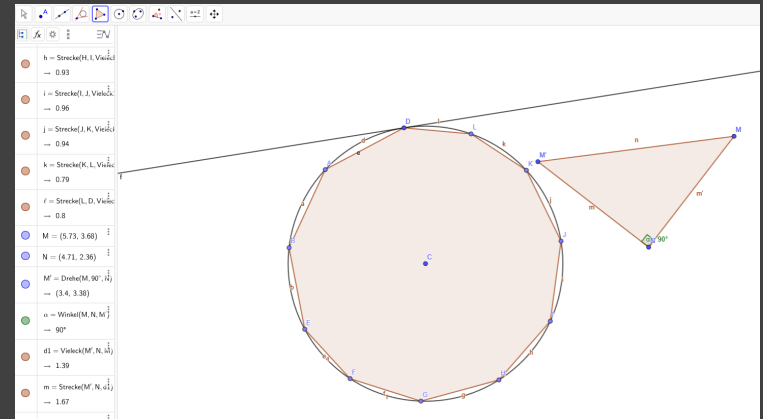 a=2
h = Strecke(H, I, Vieleck
→ 0.93
i = Strecke(I, J, Vieleck
→ 0.96
j = Strecke(J, K, Vieleck
→ 0.94
k = Strecke(K, L, Vieleck
→ 0.79
ℓ = Strecke(L, D, Vieleck
→ 0.8
M = (5.73, 3.68)
N = (4.71, 2.36)
M' = Drehe(M, 90°, N)
→ (3.4, 3.38)
α = Winkel(M, N, M')
→ 90°
d1 = Vieleck(M', N, M)
→ 1.39
m = Strecke(M', N, d1)
→ 1.67
f
D
l
L
d
e
A
k
K
M'
n
M
a
j
m
m'
B
J
90°
C
b
i
E
h
F
f
G
g